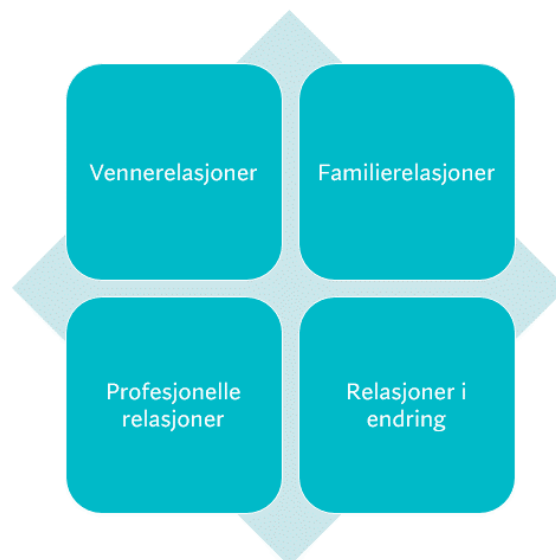 Vennerelasjoner
Familierelasjoner
Profesjonelle
relasjoner
Relasjoner i
endring